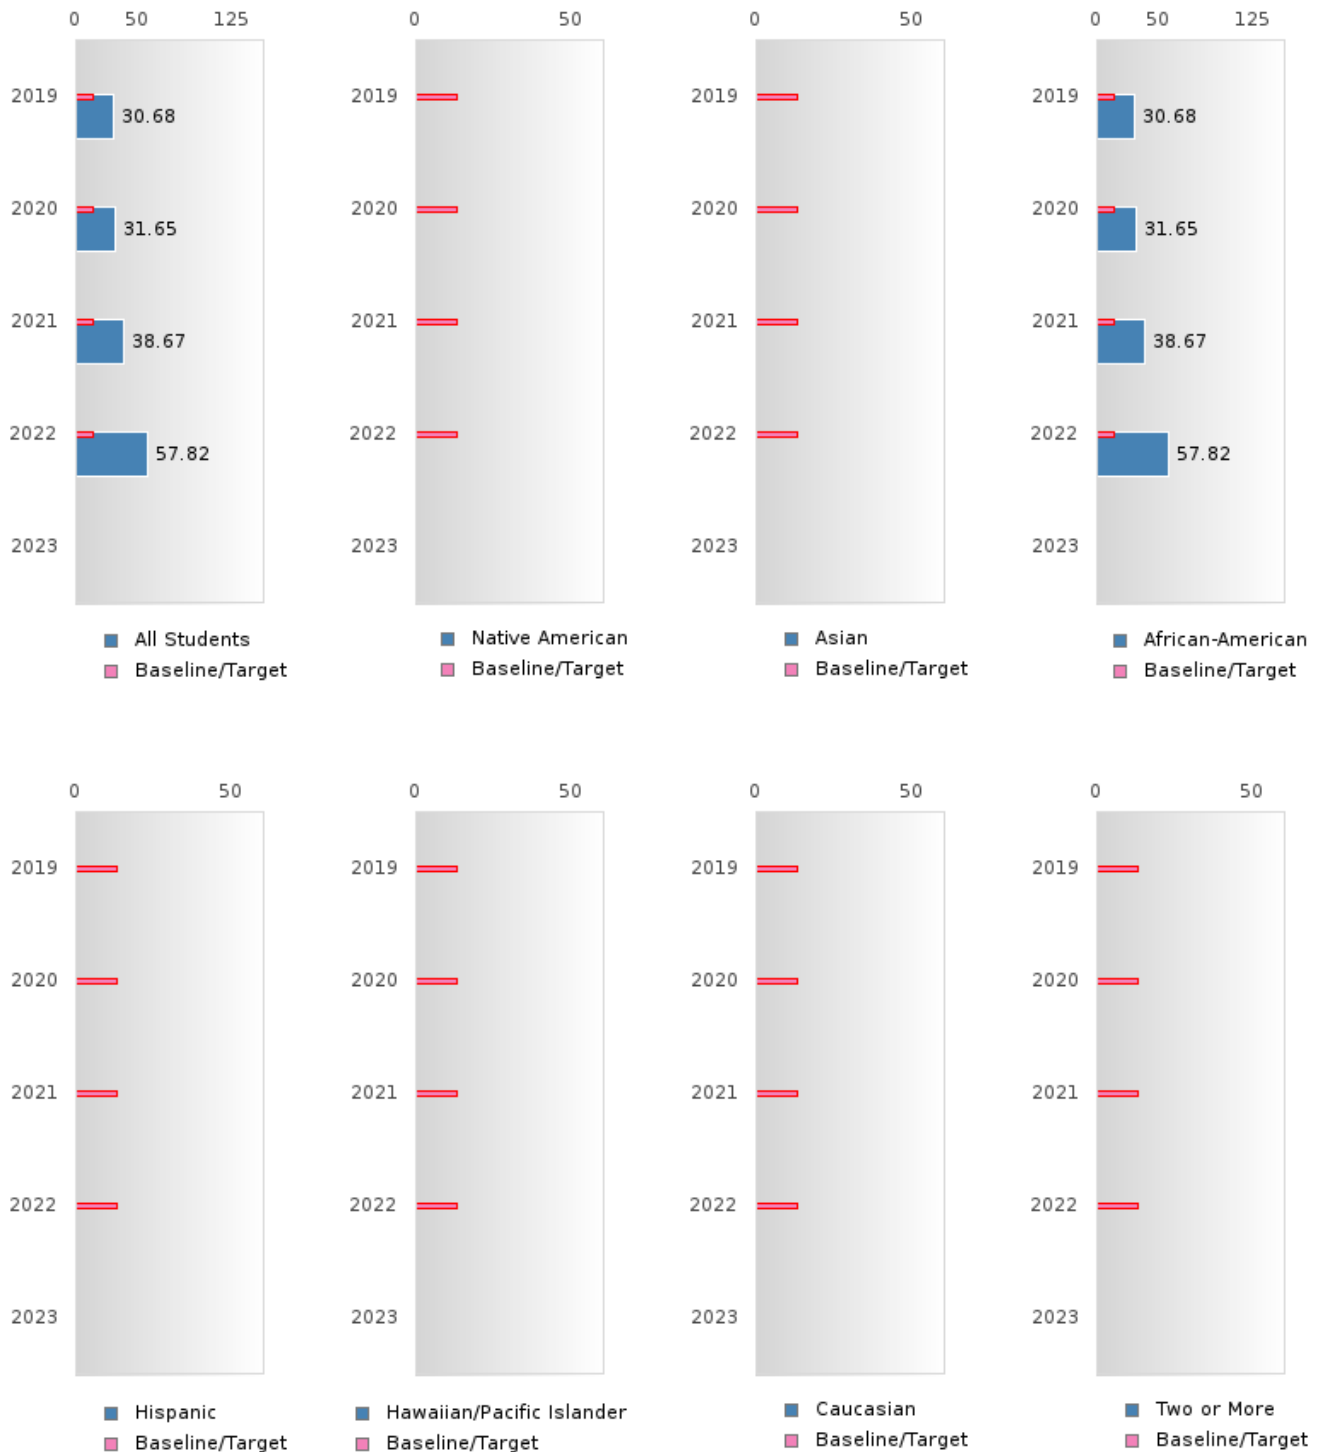 0 50 125
2019 30.68
2020 31.65
2021 38.67
2022 57.82
2023
All Students
Baseline/Target
0 50
2019
2020
2021
2022
2023
Native American
Baseline/Target
0 50
2019
2020
2021
2022
2023
Asian
Baseline/Target
0 50 125
2019 30.68
2020 31.65
2021 38.67
2022 57.82
2023
African-American
Baseline/Target
0 50
2019
2020
2021
2022
2023
Hispanic
Baseline/Target
0 50
2019
2020
2021
2022
2023
Hawaiian/Pacific Islander
Baseline/Target
0 50
2019
2020
2021
2022
2023
Caucasian
Baseline/Target
0 50
2019
2020
2021
2022
2023
Two or More
Baseline/Target